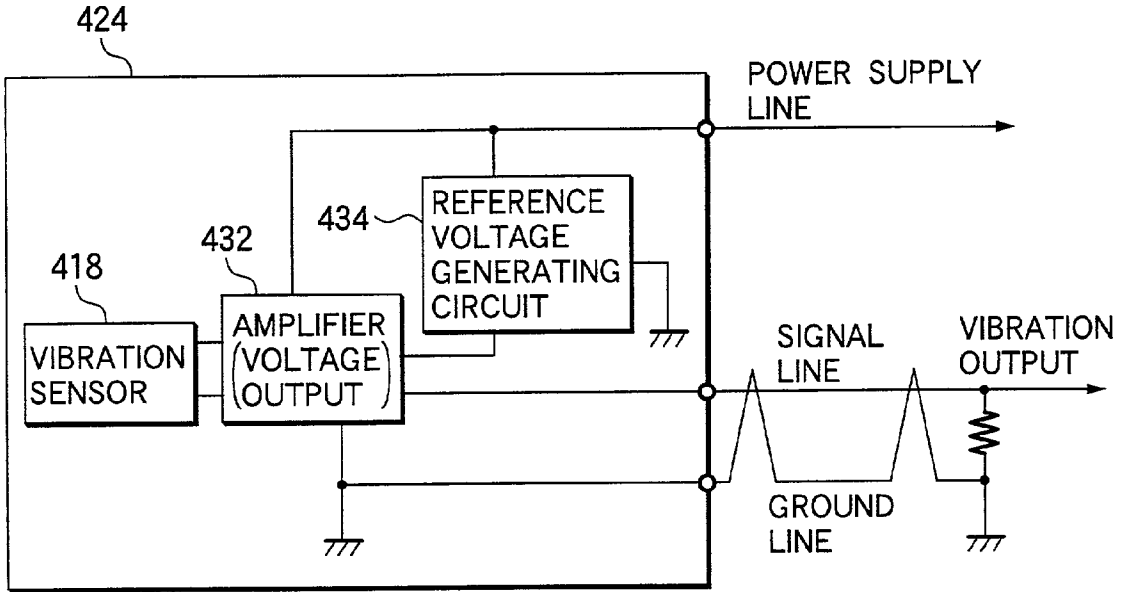 424
POWER SUPPLY
LINE
434
REFERENCE
VOLTAGE
GENERATING
CIRCUIT
432
418
AMPLIFIER
(VOLTAGE
OUTPUT)
VIBRATION
SENSOR
SIGNAL
LINE
VIBRATION
OUTPUT
GROUND
LINE